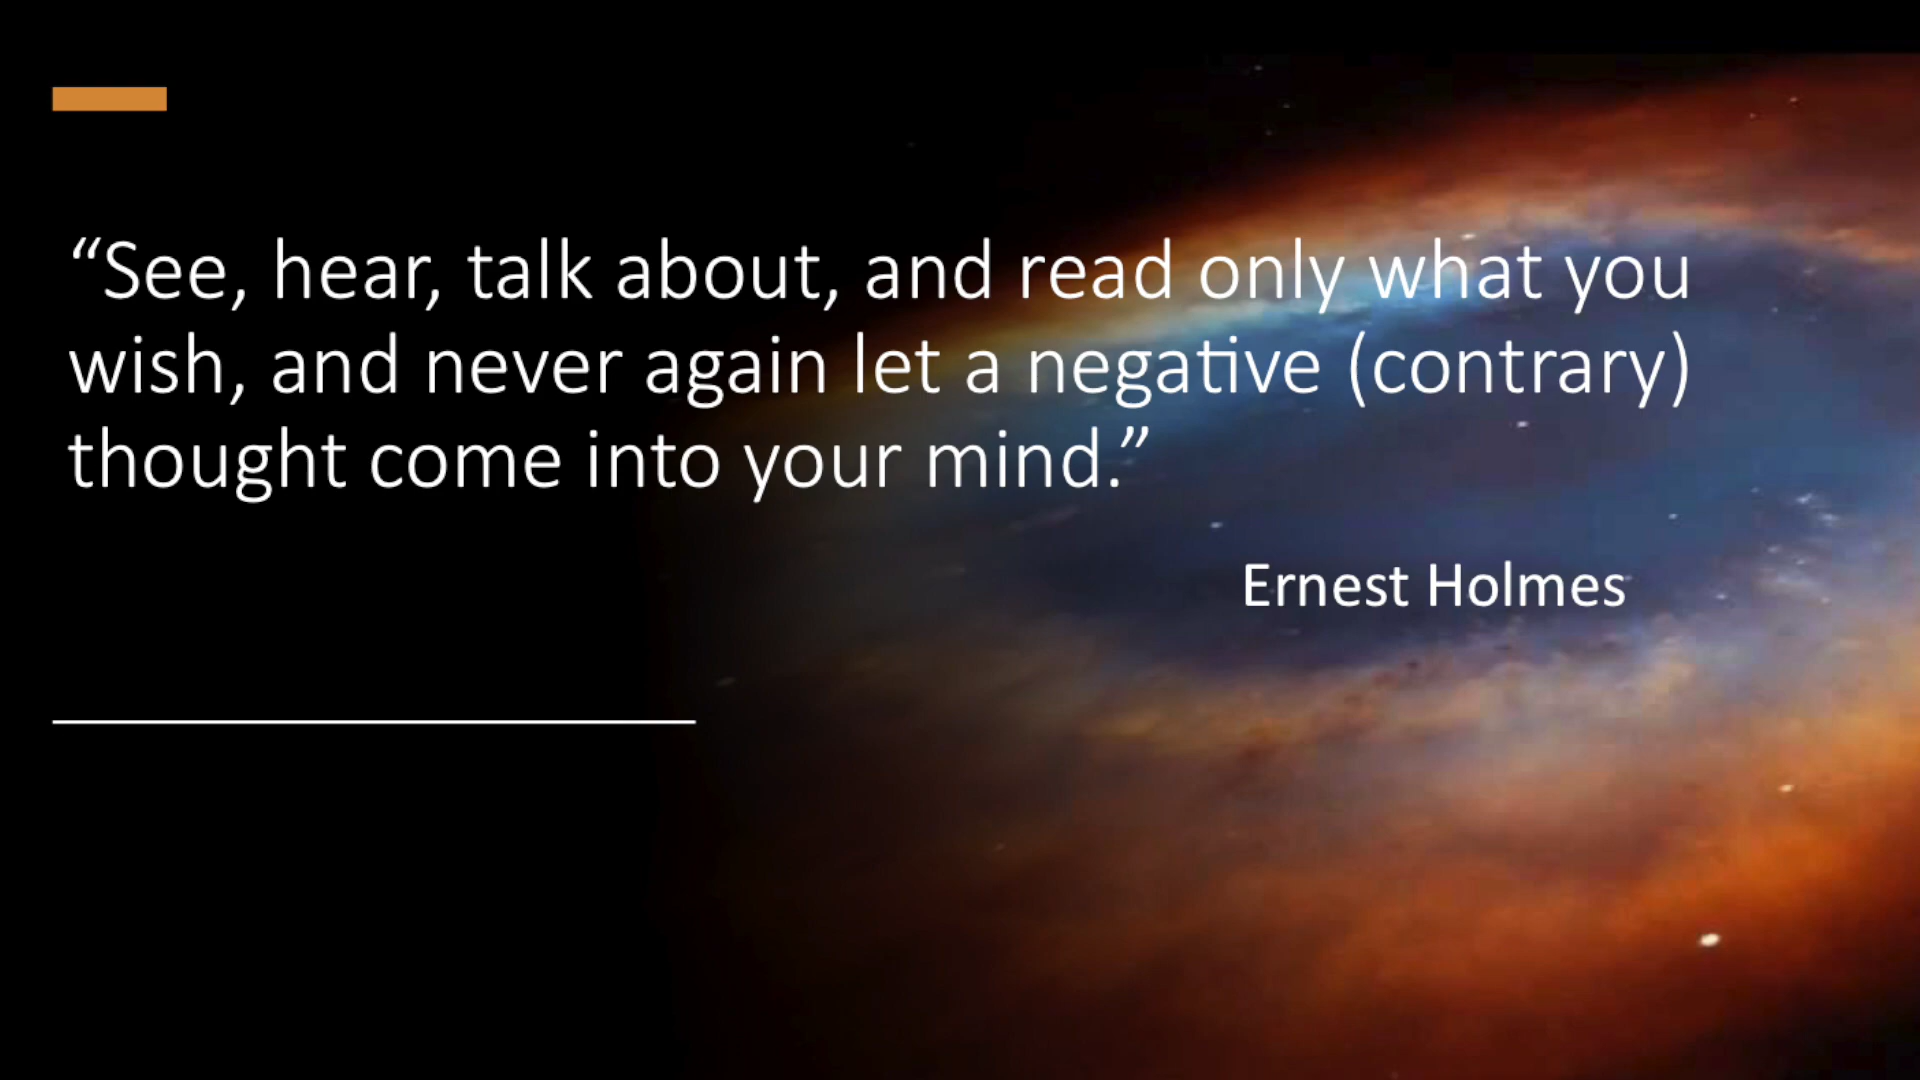 “See, hear, talk about, and read only what you
wish, and never again let a negative (contrary)
thought come into your mind.”
Ernest Holmes